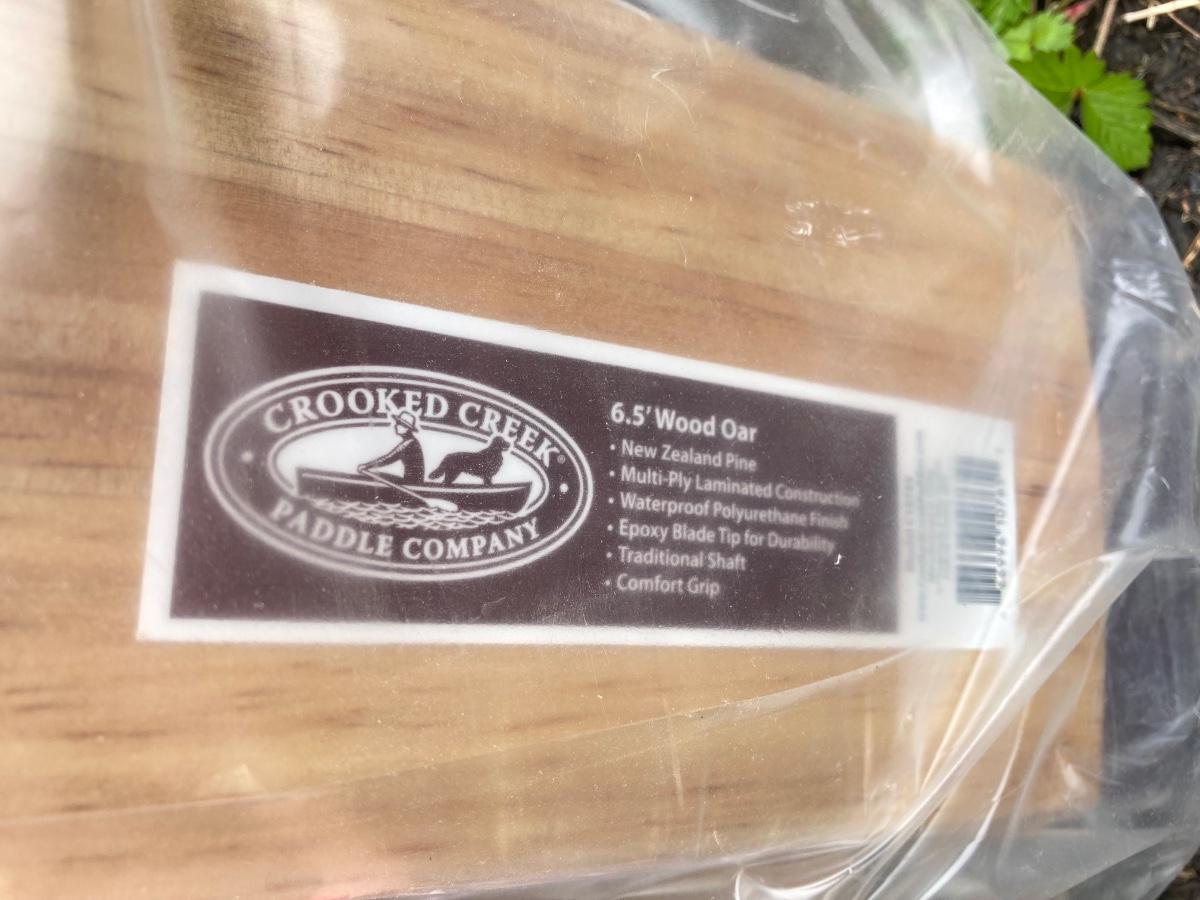 CROOKED CREEK®
PADDLE COMPANY
6.5' Wood Oar
• New Zealand Pine
• Multi-Ply Laminated Construction
• Waterproof Polyurethane Finish
• Epoxy Blade Tip for Durability
• Traditional Shaft
• Comfort Grip